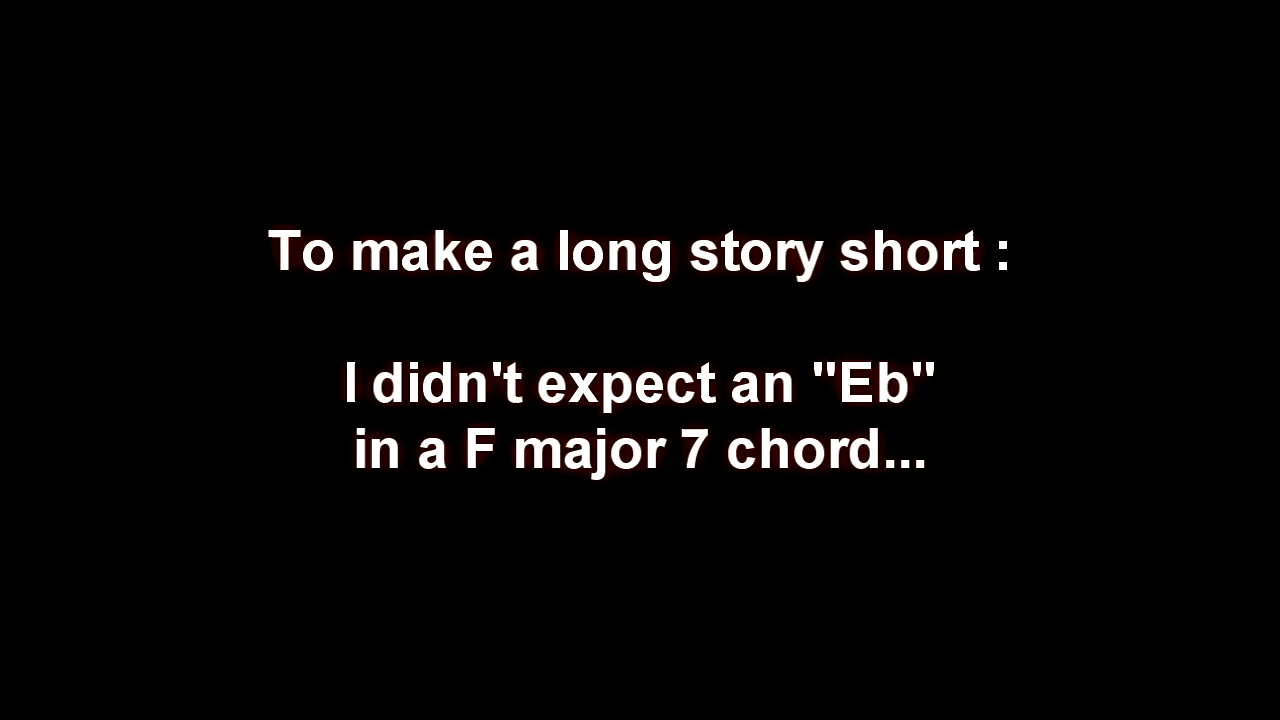 To make a long story short :
I didn't expect an "Eb"
in a F major 7 chord...